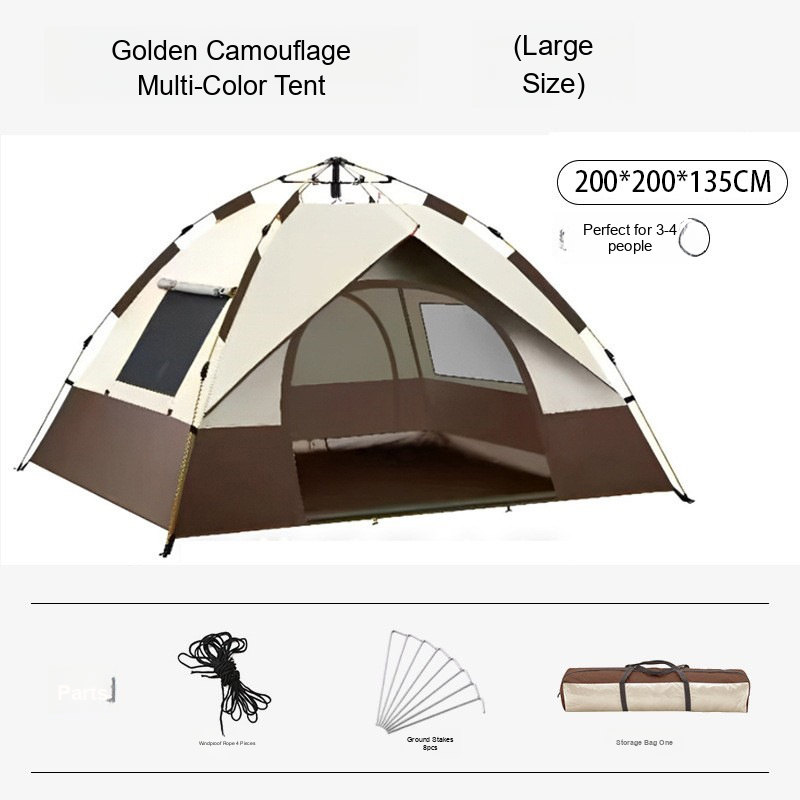 Golden Camouflage
Multi-Color Tent
(Large
Size)
200*200*135CM
Perfect for 3-4
people
Parts
Windproof Rope 4 Pieces
Ground Stakes
8pcs
Storage Bag One